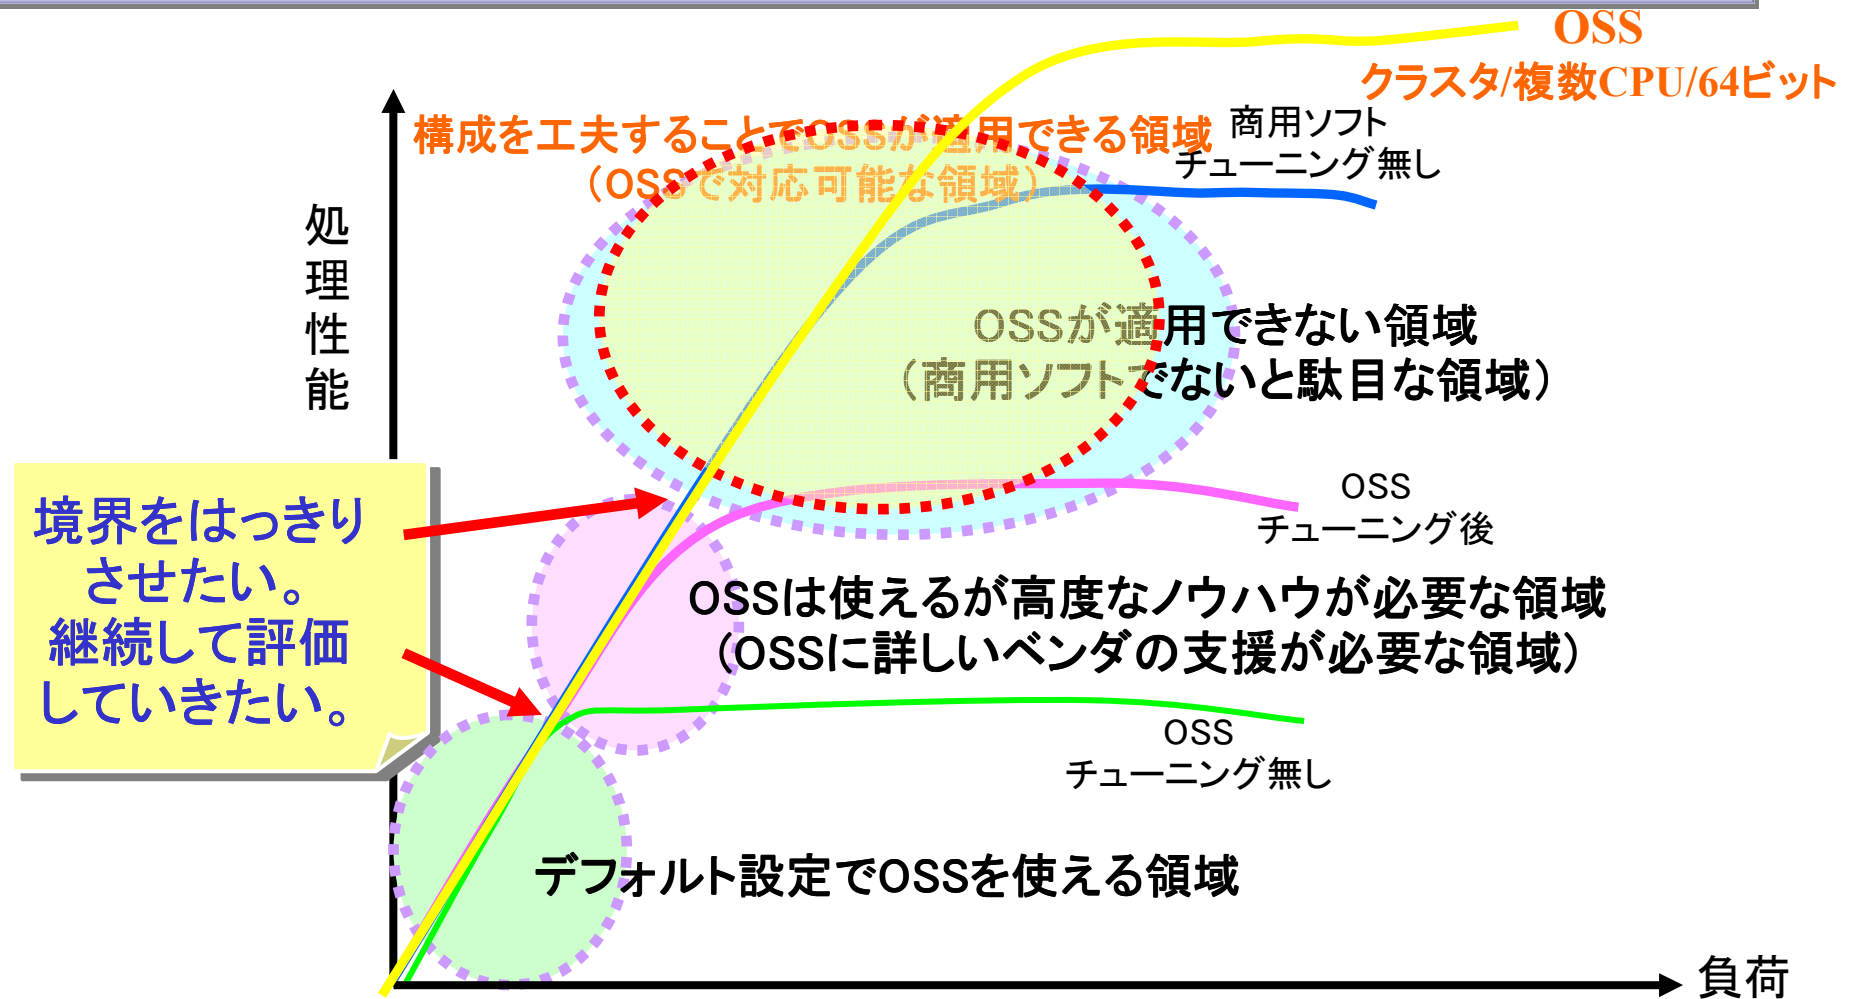 OSS
クラスタ/複数CPU/64ビット
構成を工夫することでOSSが適用できる領域
（OSSで対応可能な領域）
商用ソフト
チューニング無し
処理性能
OSSが適用できない領域
（商用ソフトでないと駄目な領域）
境界をはっきり
させたい。
継続して評価
していきたい。
OSS
チューニング後
OSSは使えるが高度なノウハウが必要な領域
（OSSに詳しいベンダの支援が必要な領域）
OSS
チューニング無し
デフォルト設定でOSSを使える領域
負荷